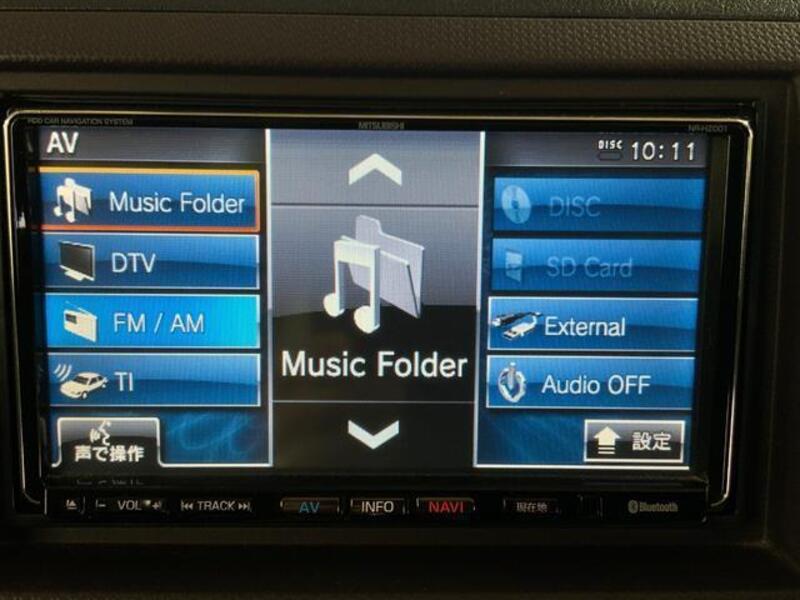 HDD CAR NAVIGATION SYSTEM
MITSUBISHI
NR-HZ001
AV
DISC 10:11
Music Folder
DTV
FM / AM
TI
声で操作
Music Folder
DISC
SD Card
External
Audio OFF
設定
− VOL +
TRACK
AV
INFO
NAVI
現在地
Bluetooth